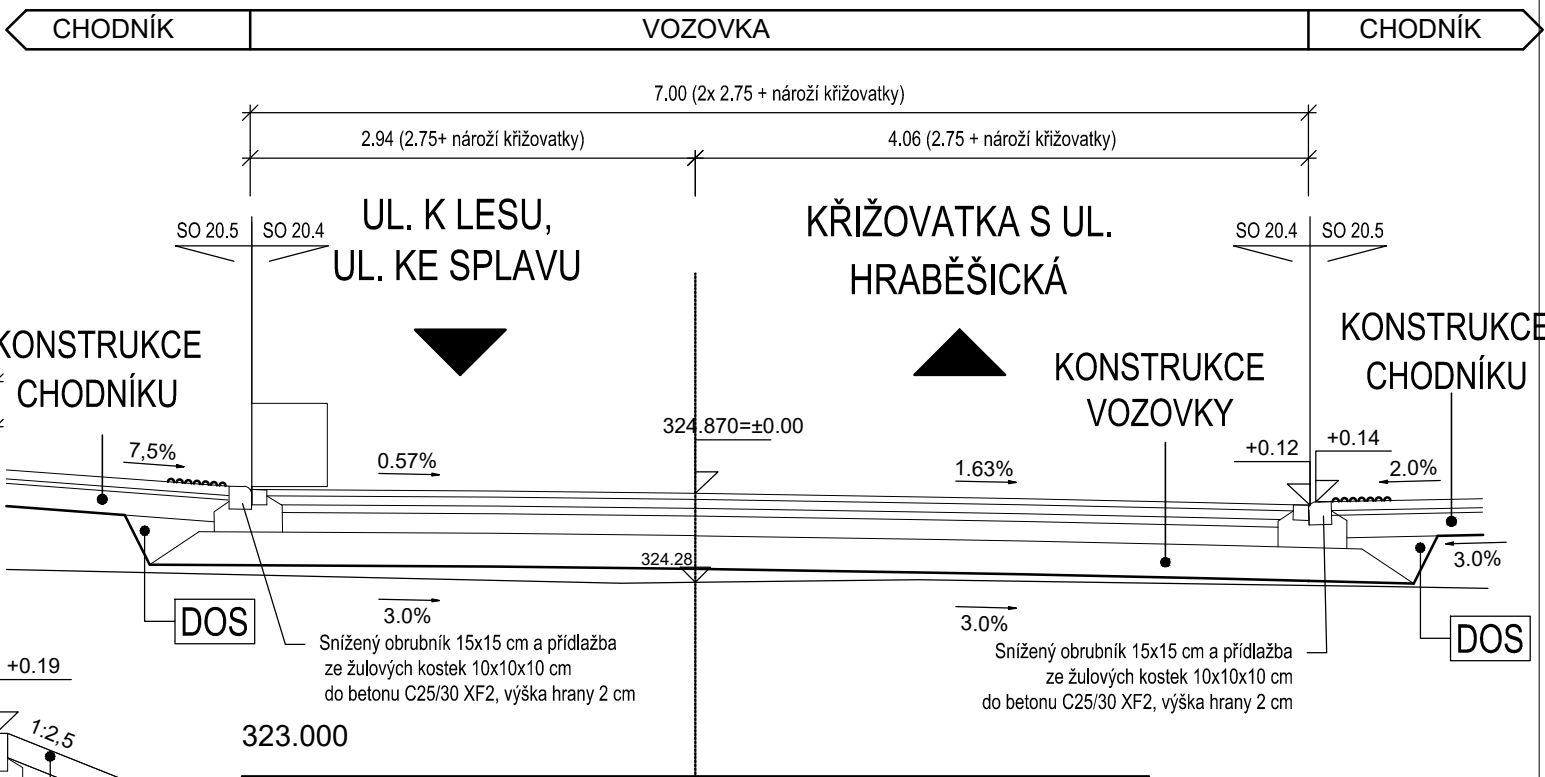 CHODNÍK
VOZOVKA
CHODNÍK
7.00 (2x 2.75 + nároží křižovatky)
2.94 (2.75+ nároží křižovatky)
4.06 (2.75 + nároží křižovatky)
SO 20.5
SO 20.4
UL. K LESU,
UL. KE SPLAVU
KŘIŽOVATKA S UL.
HRABĚŠICKÁ
SO 20.4
SO 20.5
KONSTRUKCE
CHODNÍKU
KONSTRUKCE
VOZOVKY
KONSTRUKCE
CHODNÍKU
7,5%
0.57%
324.870=±0.00
1.63%
+0.12
+0.14
2.0%
324.28
3.0%
3.0%
3.0%
DOS
DOS
Snížený obrubník 15x15 cm a přídlažba
ze žulových kostek 10x10x10 cm
do betonu C25/30 XF2, výška hrany 2 cm
Snížený obrubník 15x15 cm a přídlažba
ze žulových kostek 10x10x10 cm
do betonu C25/30 XF2, výška hrany 2 cm
+0.19
1:2,5
323.000